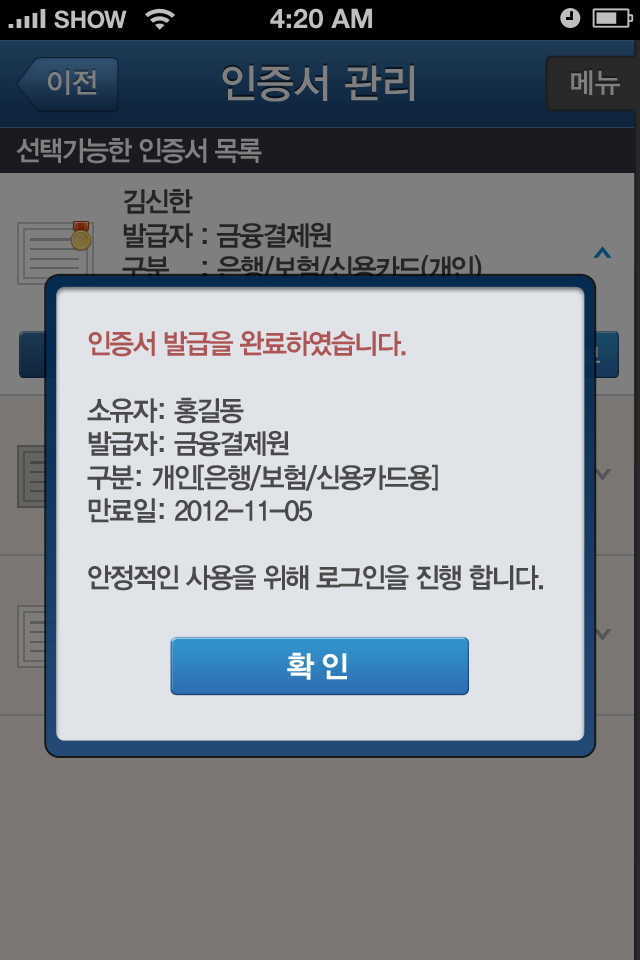 SHOW 4:20 AM
이전 인증서 관리 메뉴
선택가능한 인증서 목록
김신한
발급자 : 금융결제원
구분 : 은행/보험/신용카드(개인)
인증서 발급을 완료하였습니다.
소유자: 홍길동
발급자: 금융결제원
구분: 개인[은행/보험/신용카드용]
만료일: 2012-11-05
안정적인 사용을 위해 로그인을 진행 합니다.
확 인